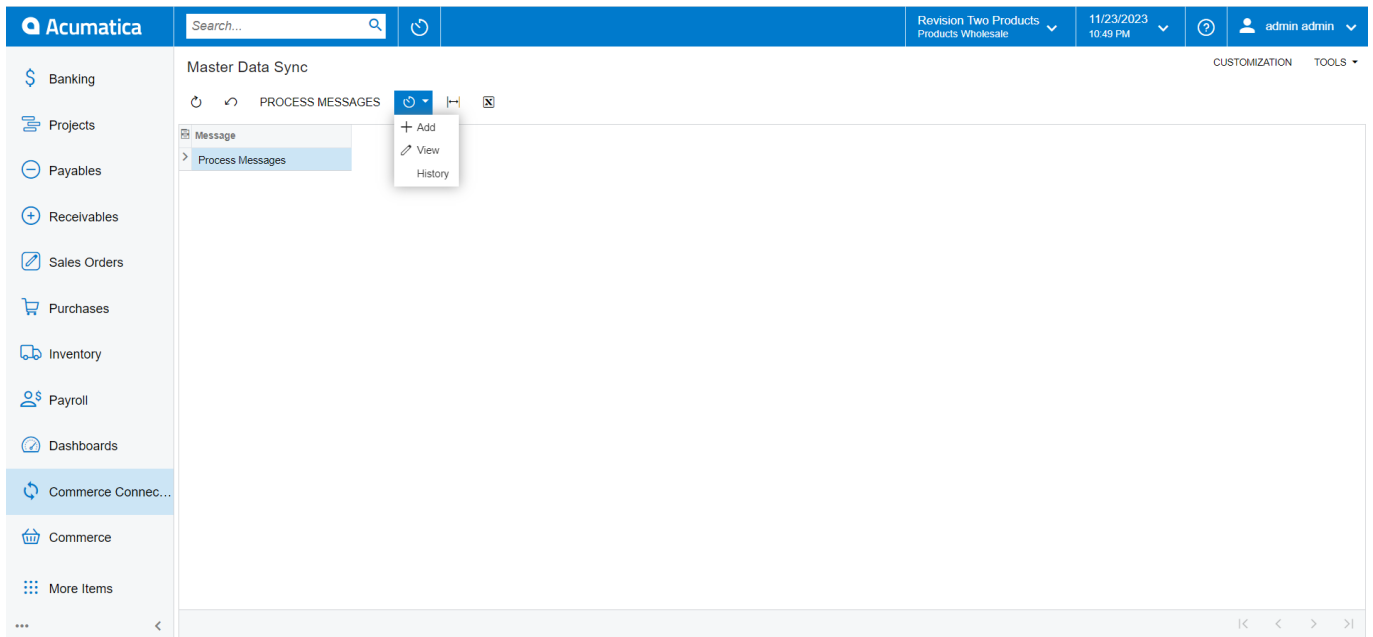 Acumatica
Search...
Revision Two Products
Products Wholesale
11/23/2023
10:49 PM
admin admin
Banking
Projects
Payables
Receivables
Sales Orders
Purchases
Inventory
Payroll
Dashboards
Commerce Connec...
Commerce
More Items
Master Data Sync
CUSTOMIZATION TOOLS
PROCESS MESSAGES
Message
Process Messages
Add
View
History